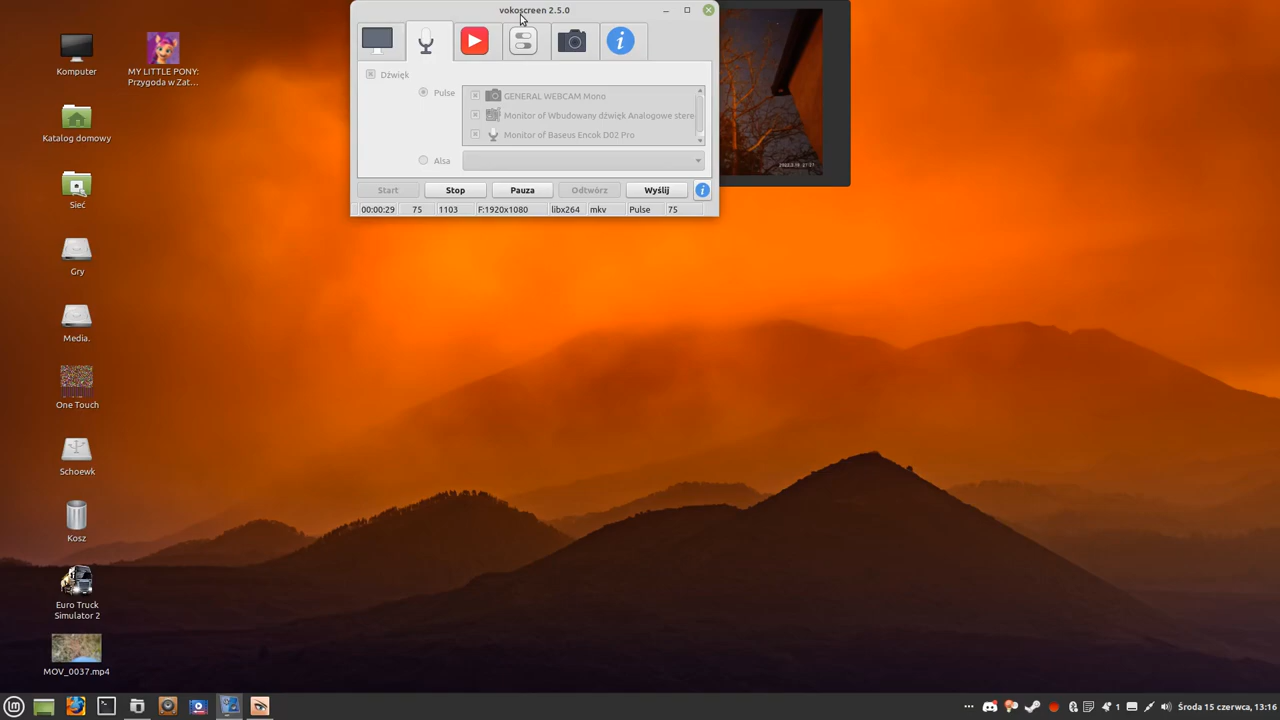 vokoscreen 2.5.0
Dźwięk
Pulse
GENERAL WEBCAM Mono
Monitor of Wbudowany dźwięk Analogowe stere
Monitor of Baseus Encok D02 Pro
Alsa
Start
Stop
Pauza
Odtwórz
Wyślij
00:00:29
75
1103
F:1920x1080
libx264
mkv
Pulse
75
Komputer
MY LITTLE PONY:
Przygoda w Zat...
Katalog domowy
Sieć
Gry
Media.
One Touch
Schoewk
Kosz
Euro Truck
Simulator 2
MOV_0037.mp4
1
Środa 15 czerwca, 13:16